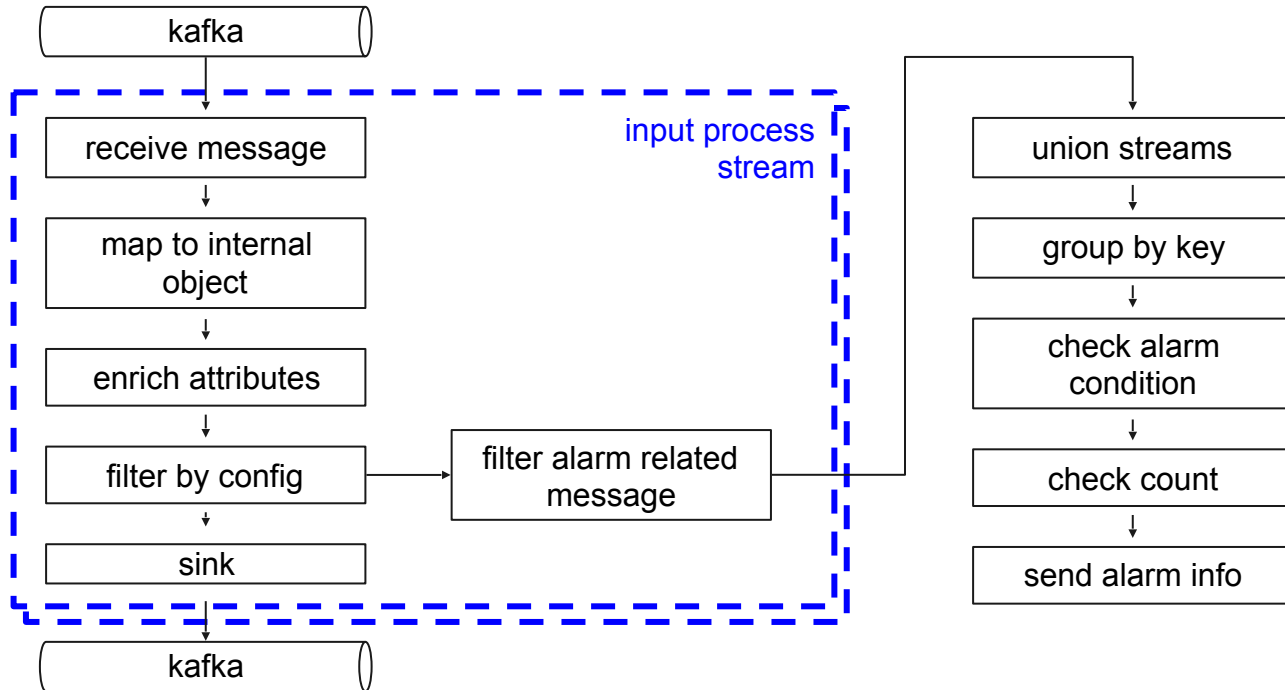 kafka
receive message
input process
stream
map to internal
object
enrich attributes
filter by config
filter alarm related
message
sink
kafka
union streams
group by key
check alarm
condition
check count
send alarm info